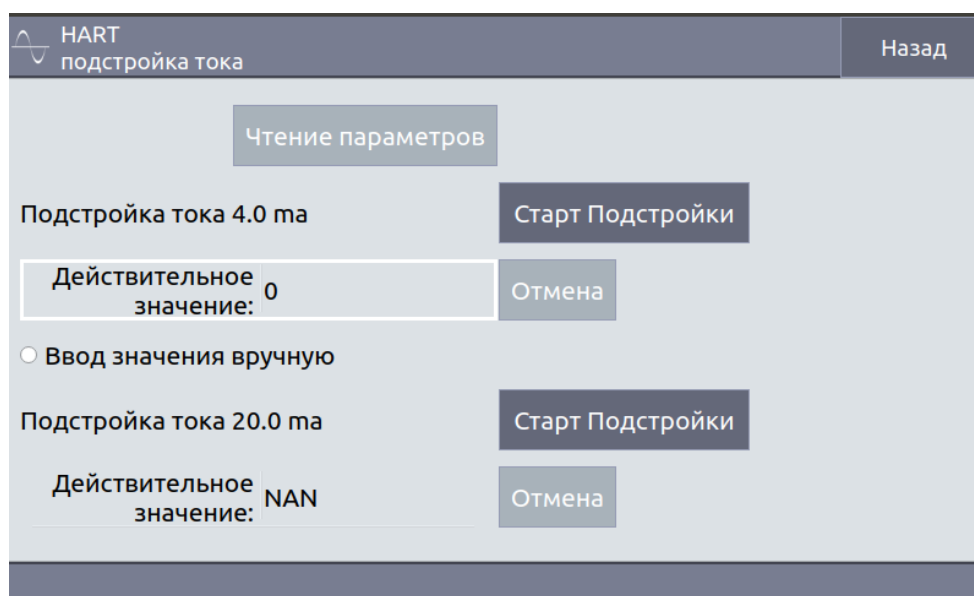 HART
подстройка тока
Назад
Чтение параметров
Подстройка тока 4.0 ma
Старт Подстройки
Действительное
значение:
0
Отмена
Ввод значения вручную
Подстройка тока 20.0 ma
Старт Подстройки
Действительное
значение:
NAN
Отмена